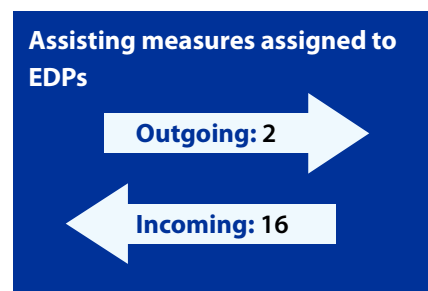 Assisting measures assigned to
EDPs
Outgoing: 2
Incoming: 16